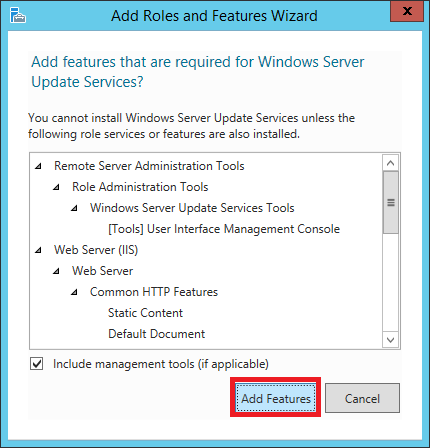 Add Roles and Features Wizard
x
Add features that are required for Windows Server
Update Services?
You cannot install Windows Server Update Services unless the
following role services or features are also installed.
Remote Server Administration Tools
Role Administration Tools
Windows Server Update Services Tools
[Tools] User Interface Management Console
Web Server (IIS)
Web Server
Common HTTP Features
Static Content
Default Document
Include management tools (if applicable)
Add Features
Cancel